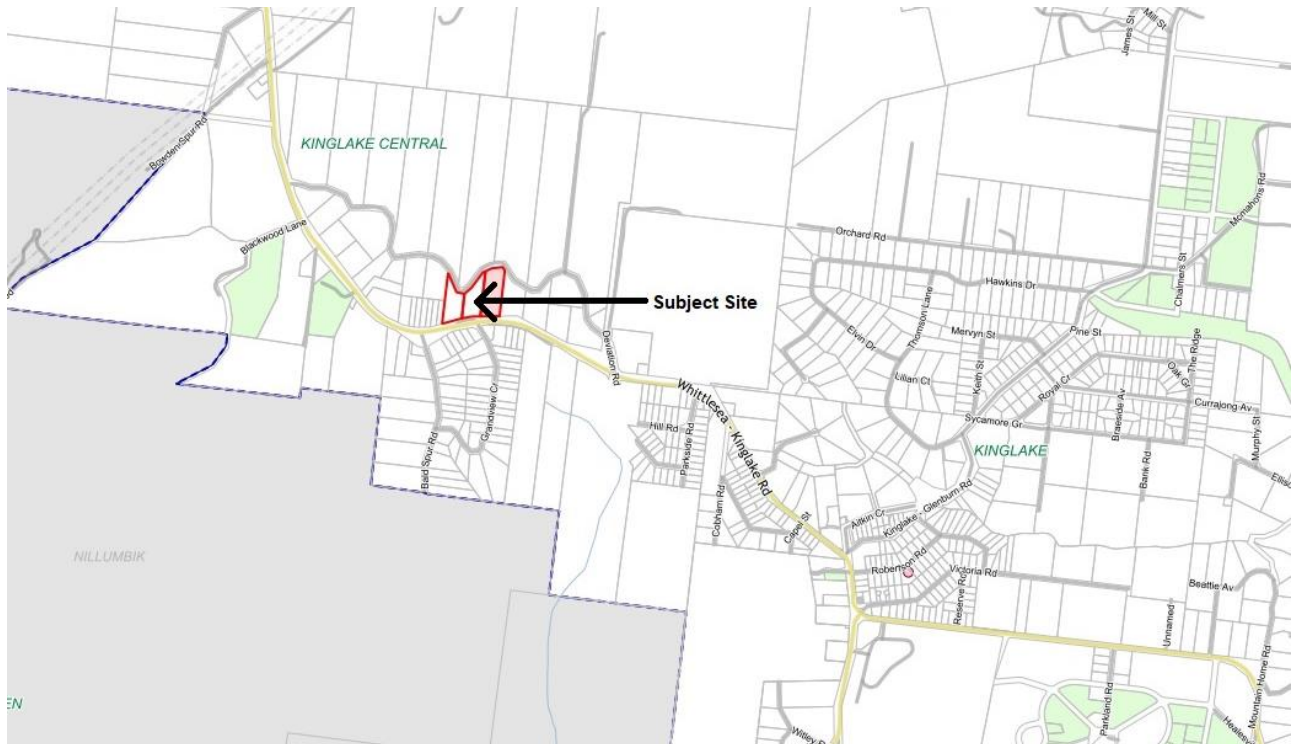 Mill St
James St
Bowden Spur Rd
KINGLAKE CENTRAL
McMahons Rd
Blackwood Lane
Orchard Rd
Chalmers St
Hawkins Dr
Subject Site
Thomson Lane
Elvin Dr
Mervyn St
Pine St
The Ridge
Deviation Rd
Keith St
Oak Gr
Lilian Ct
Royal Cr
Whittlesea - Kinglake Rd
Grandview Cr
Braeside Av
Currajong Av
Sycamore Gr
Murphy St
Hill Rd
Parkside Rd
Bald Spur Rd
KINGLAKE
Bank Rd
Ellis
Cobham Rd
Capel St
Aitkin Cr
Kinglake - Glenburn Rd
NILLUMBIK
Robertson Rd
Victoria Rd
Reserve Rd
Beattie Av
Unnamed
Mountain Home Rd
Parkland Rd
EN